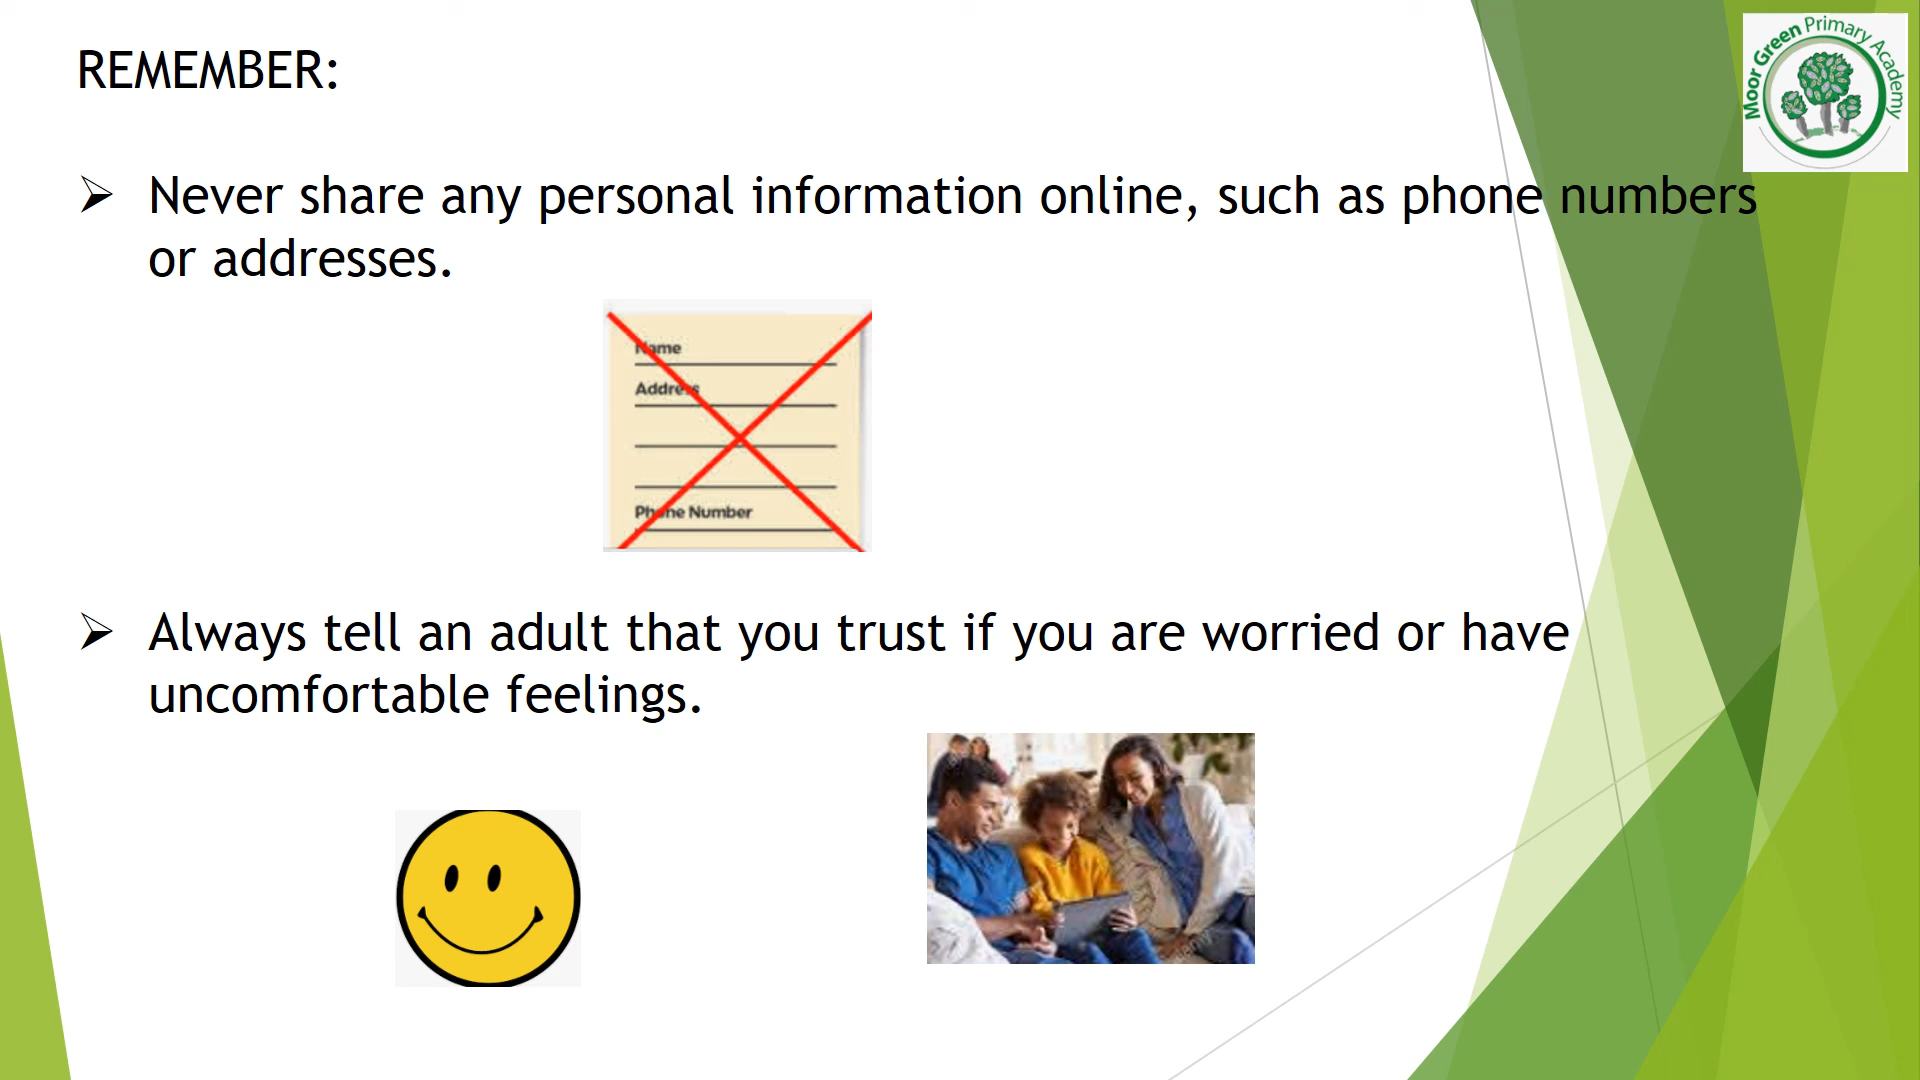 REMEMBER:
Moor Green Primary Academy
➢ Never share any personal information online, such as phone numbers
or addresses.
Name
Address
Phone Number
➢ Always tell an adult that you trust if you are worried or have
uncomfortable feelings.